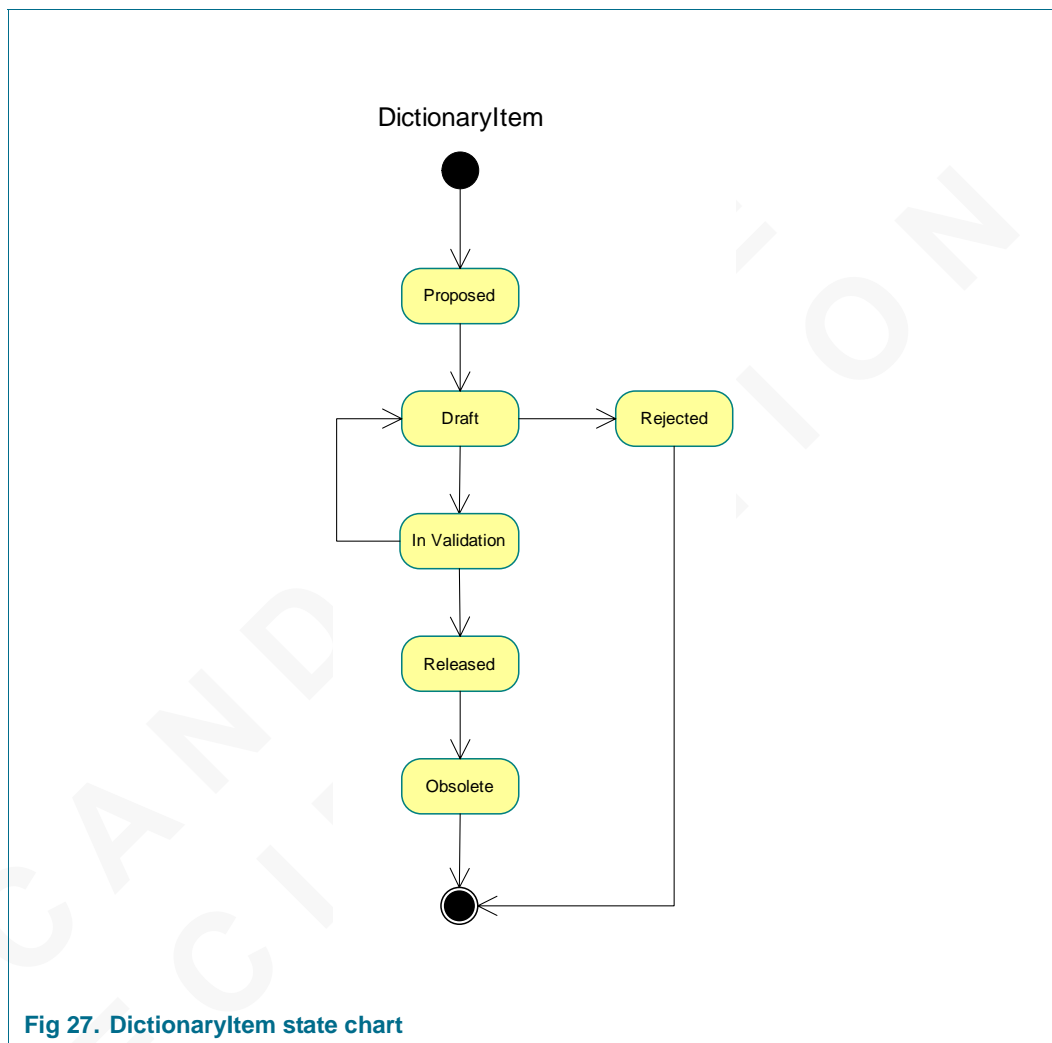 DictionaryItem
Proposed
Draft
Rejected
In Validation
Released
Obsolete
Fig 27. DictionaryItem state chart